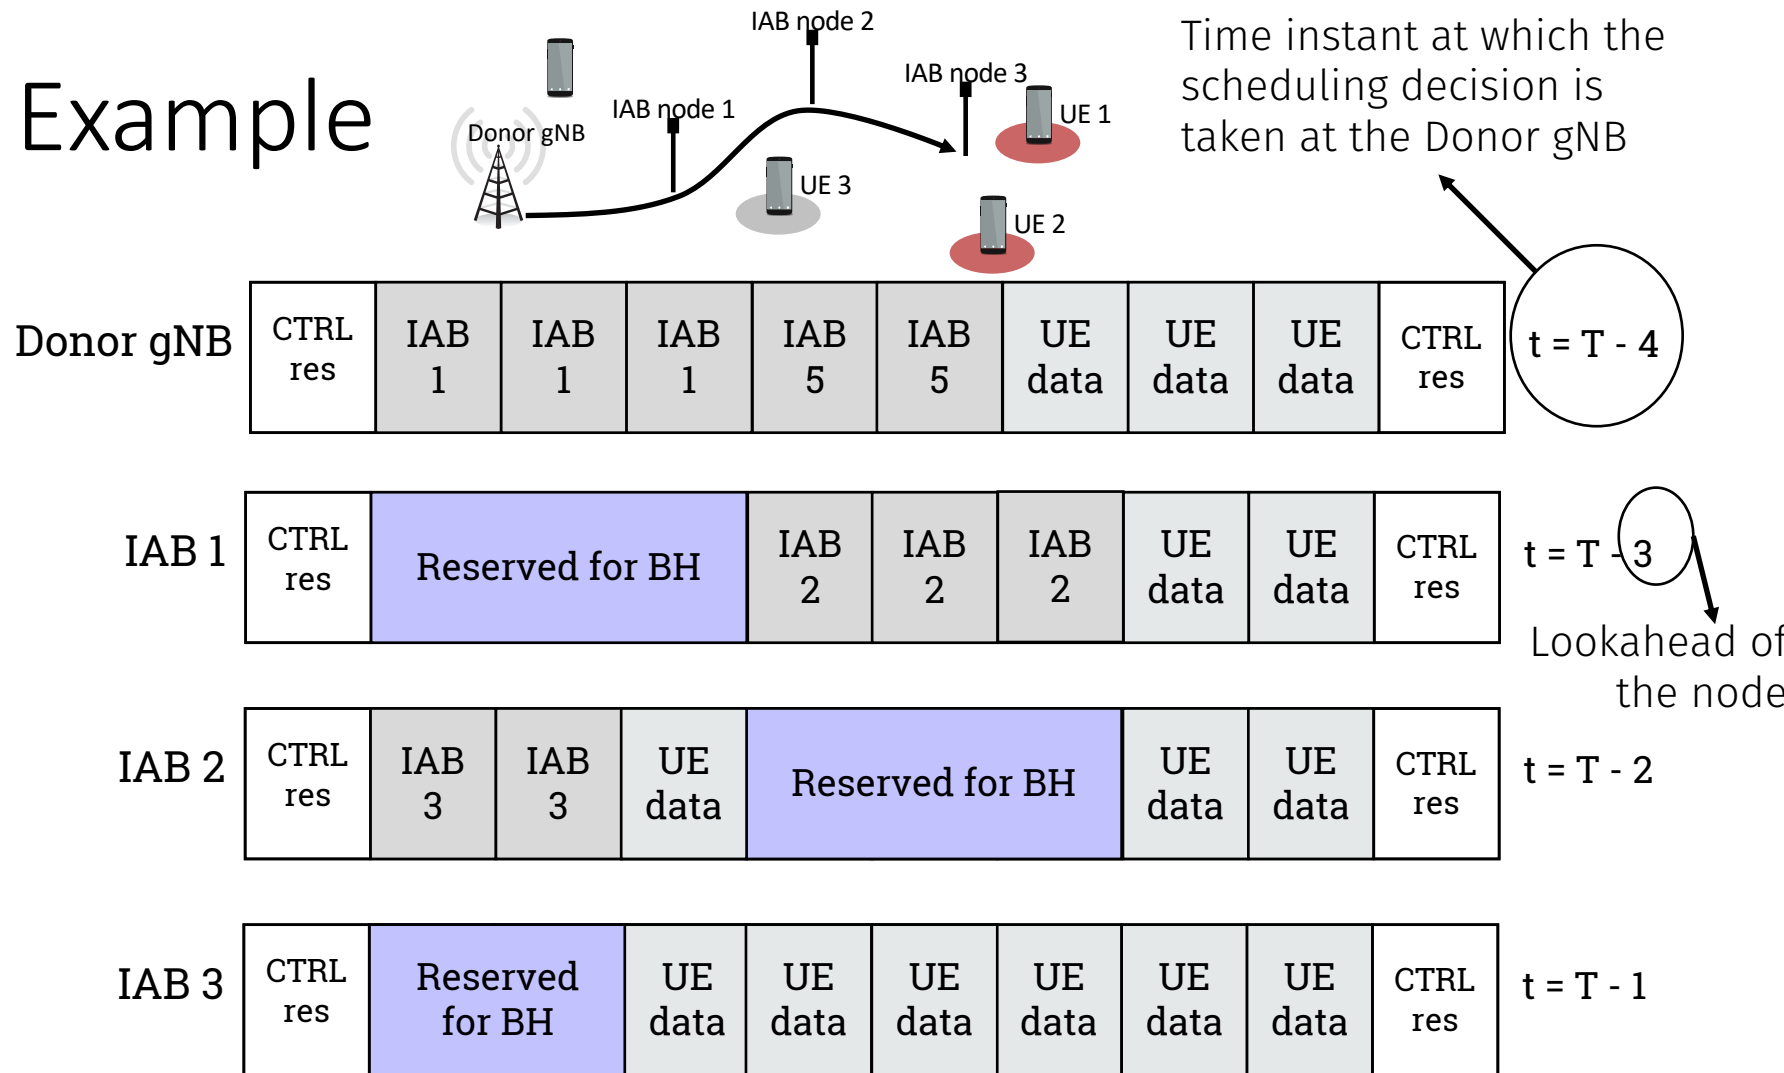 Example
IAB node 2
IAB node 3
IAB node 1
Donor gNB
UE 1
UE 3
UE 2
Time instant at which the
scheduling decision is
taken at the Donor gNB
Donor gNB
CTRL
res
IAB
1
IAB
1
IAB
1
IAB
5
IAB
5
UE
data
UE
data
UE
data
CTRL
res
t = T - 4
IAB 1
CTRL
res
Reserved for BH
IAB
2
IAB
2
IAB
2
UE
data
UE
data
CTRL
res
t = T - 3
Lookahead of
the node
IAB 2
CTRL
res
IAB
3
IAB
3
UE
data
Reserved for BH
UE
data
UE
data
CTRL
res
t = T - 2
IAB 3
CTRL
res
Reserved
for BH
UE
data
UE
data
UE
data
UE
data
UE
data
UE
data
CTRL
res
t = T - 1